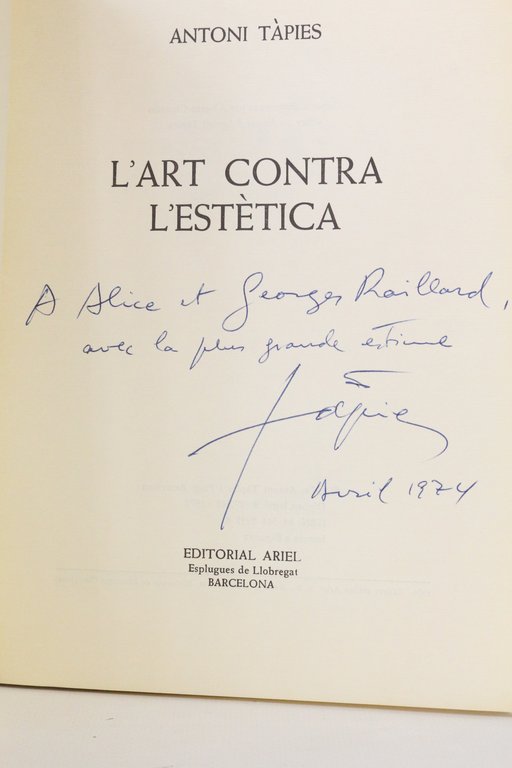 ANTONI TÀPIES
L'ART CONTRA
L'ESTÈTICA
A Alice et Georges Raillard,
avec la plus grande estime
Tàpies
Avril 1974
EDITORIAL ARIEL
Esplugues de Llobregat
BARCELONA